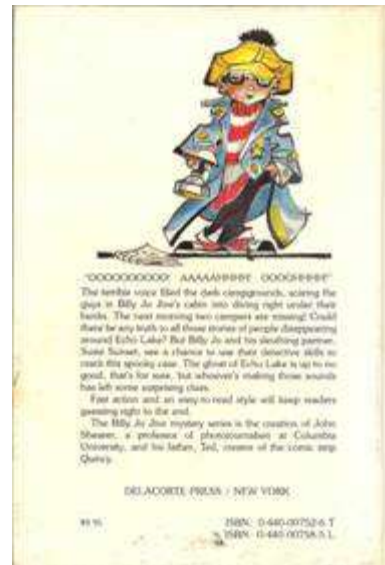 "OOOOOOOOOO! AAAAAHHHHH! OOOGHHHHH"
The terrible voice filled the dark campgrounds, scaring the
guys in Billy Jo Jive's cabin into diving right under their
bunks. The next morning two campers are missing! Could
there be any truth to all those stories of people disappearing
around Echo Lake? But Billy Jo and his sleuthing partner,
Susie Sunset, see a chance to use their detective skills to
crack this spooky case. The ghost of Echo Lake is up to no
good, that's for sure, but whoever's making those sounds
has left some surprising clues.
Fast action and an easy-to-read style will keep readers
guessing right to the end.
The Billy Jo Jive mystery series is the creation of John
Shearer, a professor of photojournalism at Columbia
University, and his father, Ted, creator of the comic strip
Quincy.
DELACORTE PRESS / NEW YORK
ISBN: 0-440-00752-6 T
ISBN: 0-440-00758-5 L